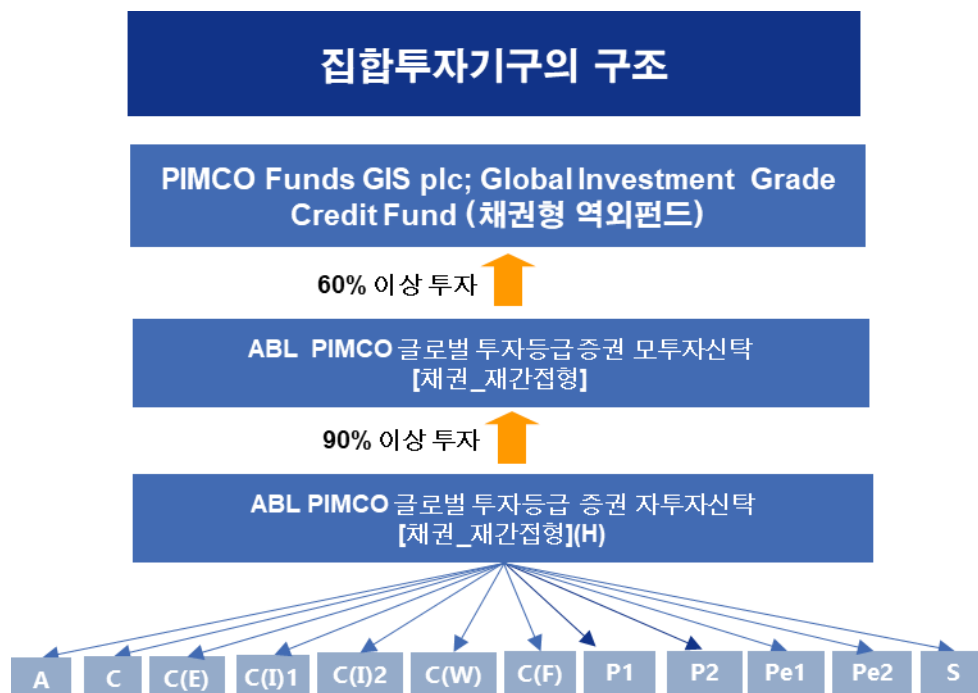 집합투자기구의 구조
PIMCO Funds GIS plc; Global Investment Grade
Credit Fund (채권형 역외펀드)
60% 이상 투자
ABL PIMCO 글로벌 투자등급 증권 모투자신탁
[채권_재간접형]
90% 이상 투자
ABL PIMCO 글로벌 투자등급 증권 자투자신탁
[채권_재간접형](H)
A C C(E) C(I)1 C(I)2 C(W) C(F) P1 P2 Pe1 Pe2 S